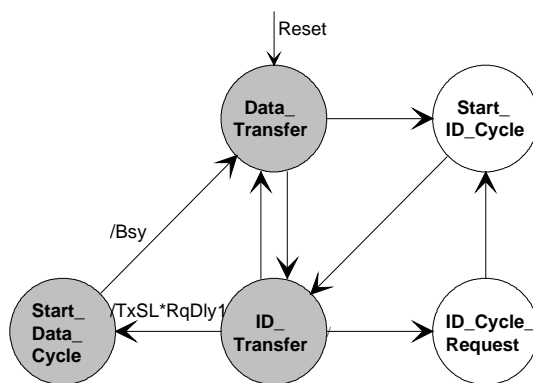 Reset
Data_
Transfer
Start_
ID_Cycle
/Bsy
/TxSL*RqDly1
Start_
Data_
Cycle
ID_
Transfer
ID_Cycle_
Request